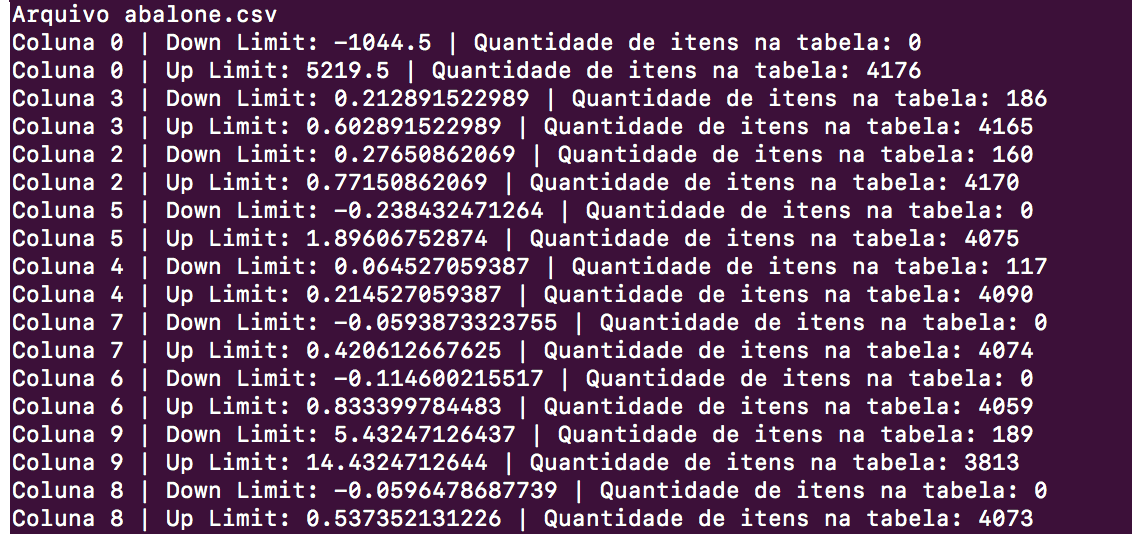 Arquivo abalone.csv
Coluna 0 | Down Limit: -1044.5 | Quantidade de itens na tabela: 0
Coluna 0 | Up Limit: 5219.5 | Quantidade de itens na tabela: 4176
Coluna 3 | Down Limit: 0.212891522989 | Quantidade de itens na tabela: 186
Coluna 3 | Up Limit: 0.602891522989 | Quantidade de itens na tabela: 4165
Coluna 2 | Down Limit: 0.27650862069 | Quantidade de itens na tabela: 160
Coluna 2 | Up Limit: 0.77150862069 | Quantidade de itens na tabela: 4170
Coluna 5 | Down Limit: -0.238432471264 | Quantidade de itens na tabela: 0
Coluna 5 | Up Limit: 1.89606752874 | Quantidade de itens na tabela: 4075
Coluna 4 | Down Limit: 0.064527059387 | Quantidade de itens na tabela: 117
Coluna 4 | Up Limit: 0.214527059387 | Quantidade de itens na tabela: 4090
Coluna 7 | Down Limit: -0.0593873323755 | Quantidade de itens na tabela: 0
Coluna 7 | Up Limit: 0.420612667625 | Quantidade de itens na tabela: 4074
Coluna 6 | Down Limit: -0.114600215517 | Quantidade de itens na tabela: 0
Coluna 6 | Up Limit: 0.833399784483 | Quantidade de itens na tabela: 4059
Coluna 9 | Down Limit: 5.43247126437 | Quantidade de itens na tabela: 189
Coluna 9 | Up Limit: 14.4324712644 | Quantidade de itens na tabela: 3813
Coluna 8 | Down Limit: -0.0596478687739 | Quantidade de itens na tabela: 0
Coluna 8 | Up Limit: 0.537352131226 | Quantidade de itens na tabela: 4073